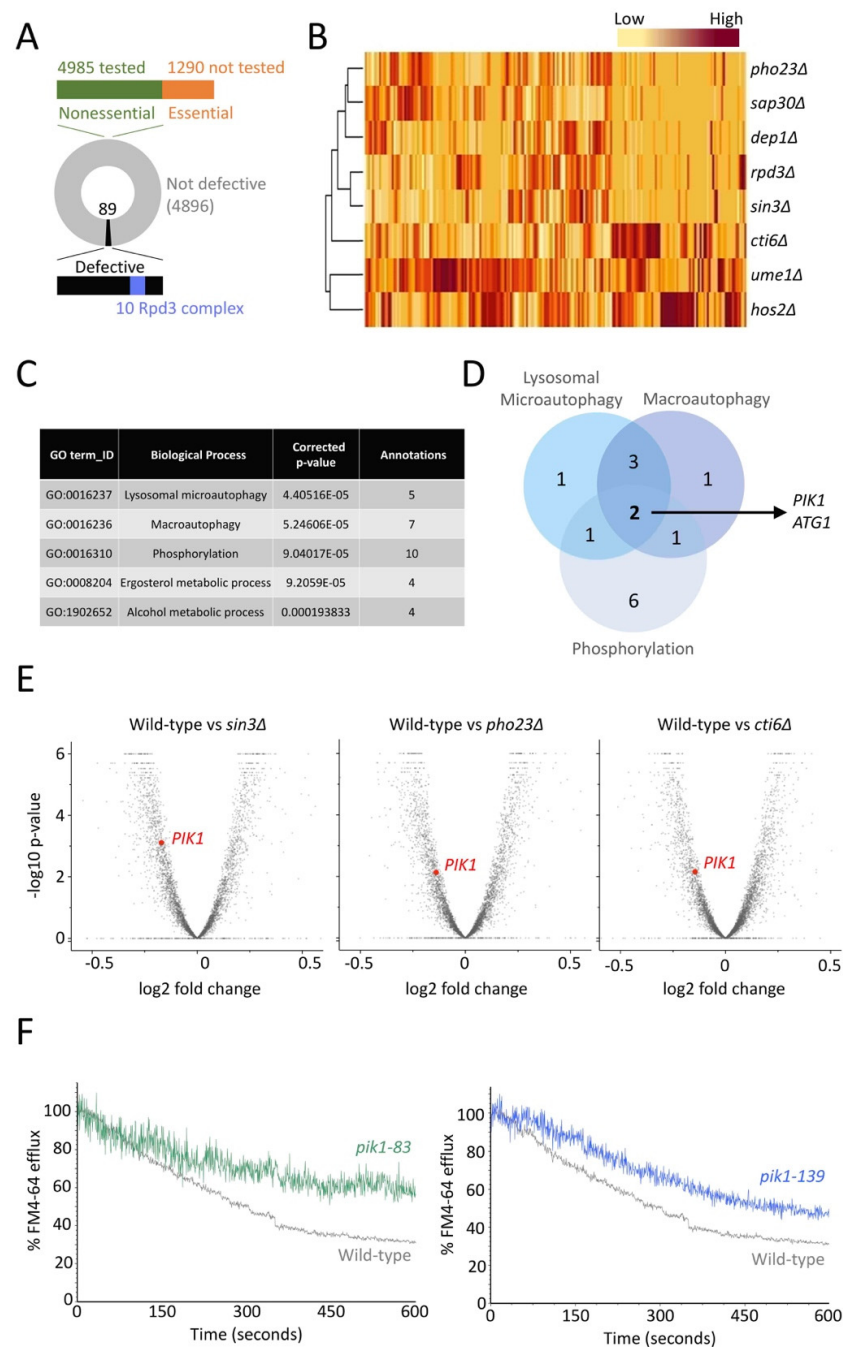 A
4985 tested 1290 not tested
Nonessential Essential
Not defective
(4896)
89
Defective
10 Rpd3 complex
B
Low High
pho23Δ
sap30Δ
dep1Δ
rpd3Δ
sin3Δ
cti6Δ
ume1Δ
hos2Δ
C
GO term_ID Biological Process Corrected p-value Annotations
GO:0016237 Lysosomal microautophagy 4.40516E-05 5
GO:0016236 Macroautophagy 5.24606E-05 7
GO:0016310 Phosphorylation 9.04017E-05 10
GO:0008204 Ergosterol metabolic process 9.2059E-05 4
GO:1902652 Alcohol metabolic process 0.000193833 4
D
Lysosomal
Microautophagy
Macroautophagy
1 3 1
2
1 1
6
PIK1
ATG1
Phosphorylation
E
Wild-type vs sin3Δ
Wild-type vs pho23Δ
Wild-type vs cti6Δ
-log10 p-value
6
4
2
0
PIK1
PIK1
PIK1
-0.5 0 0.5
-0.5 0 0.5
-0.5 0 0.5
log2 fold change
log2 fold change
log2 fold change
F
% FM4-64 efflux
100
80
60
40
20
0
pik1-83
Wild-type
0 150 300 450 600
Time (seconds)
% FM4-64 efflux
100
80
60
40
20
0
pik1-139
Wild-type
0 150 300 450 600
Time (seconds)